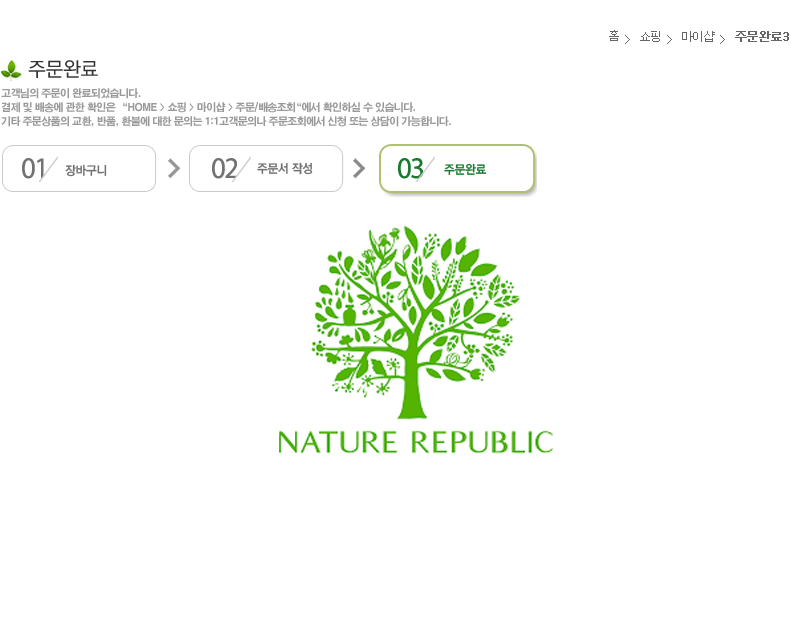 홈 > 쇼핑 > 마이샵 > 주문완료3
주문완료
고객님의 주문이 완료되었습니다.
결제 및 배송에 관한 확인은 “HOME > 쇼핑 > 마이샵 > 주문/배송조회“에서 확인하실 수 있습니다.
기타 주문상품의 교환, 반품, 환불에 대한 문의는 1:1고객문의나 주문조회에서 신청 또는 상담이 가능합니다.
01/ 장바구니 > 02/ 주문서 작성 > 03/ 주문완료
NATURE REPUBLIC